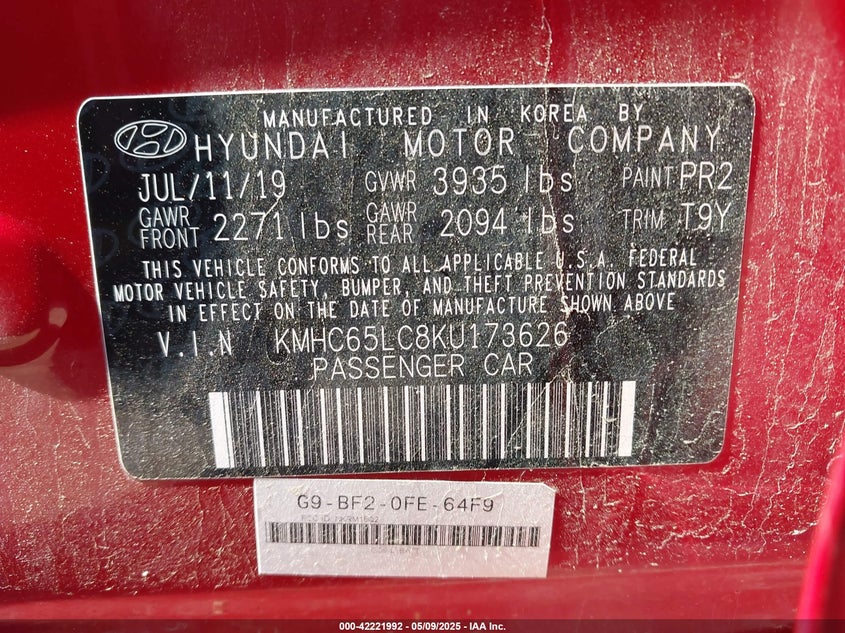 MANUFACTURED IN KOREA BY
HYUNDAI MOTOR COMPANY
JUL/11/19 GVWR 3935 lbs PAINT PR2
GAWR FRONT 2271 lbs GAWR REAR 2094 lbs TRIM T9Y
THIS VEHICLE CONFORMS TO ALL APPLICABLE U.S.A. FEDERAL
MOTOR VEHICLE SAFETY, BUMPER, AND THEFT PREVENTION STANDARDS
IN EFFECT ON THE DATE OF MANUFACTURE SHOWN ABOVE
V.I.N KMHC65LC8KU173626
PASSENGER CAR
G9-BF2-0FE-64F9
000-42221992 | 05/09/2025 - IAA Inc.